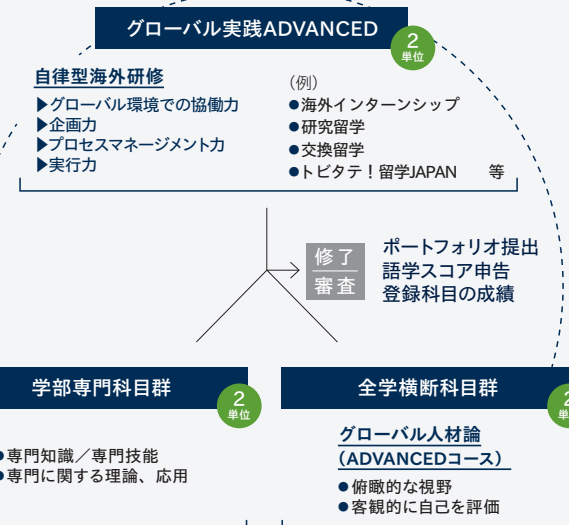 グローバル実践ADVANCED
2
単位
自律型海外研修
▶グローバル環境での協働力
▶企画力
▶プロセスマネージメント力
▶実行力
(例)
●海外インターンシップ
●研究留学
●交換留学
●トビタテ！留学JAPAN　等
修了
審査
ポートフォリオ提出
語学スコア申告
登録科目の成績
学部専門科目群
2
単位
●専門知識／専門技能
●専門に関する理論、応用
全学横断科目群
グローバル人材論
（ADVANCEDコース）
●俯瞰的な視野
●客観的に自己を評価